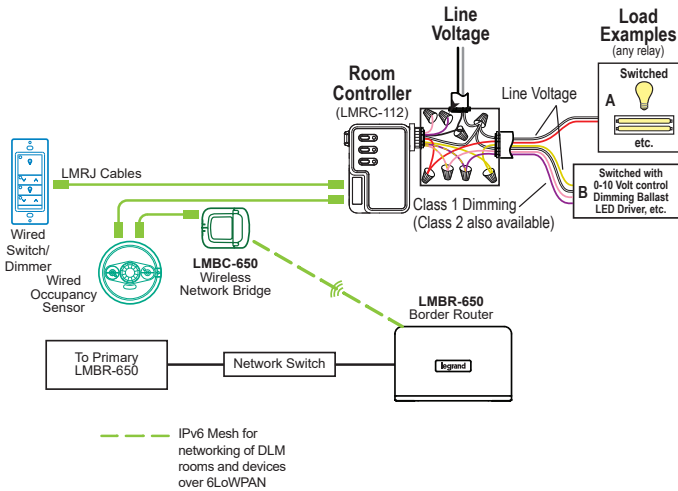 Line
Voltage
Load
Examples
(any relay)
Room
Controller
(LMRC-112)
Line Voltage
Switched
A
etc.
LMRJ Cables
Class 1 Dimming
(Class 2 also available)
Switched with
0-10 Volt control
B
Dimming Ballast
LED Driver, etc.
Wired
Switch/
Dimmer
Wired
Occupancy
Sensor
LMBC-650
Wireless
Network Bridge
LMBR-650
Border Router
legrand
To Primary
LMBR-650
Network Switch
IPv6 Mesh for
networking of DLM
rooms and devices
over 6LoWPAN